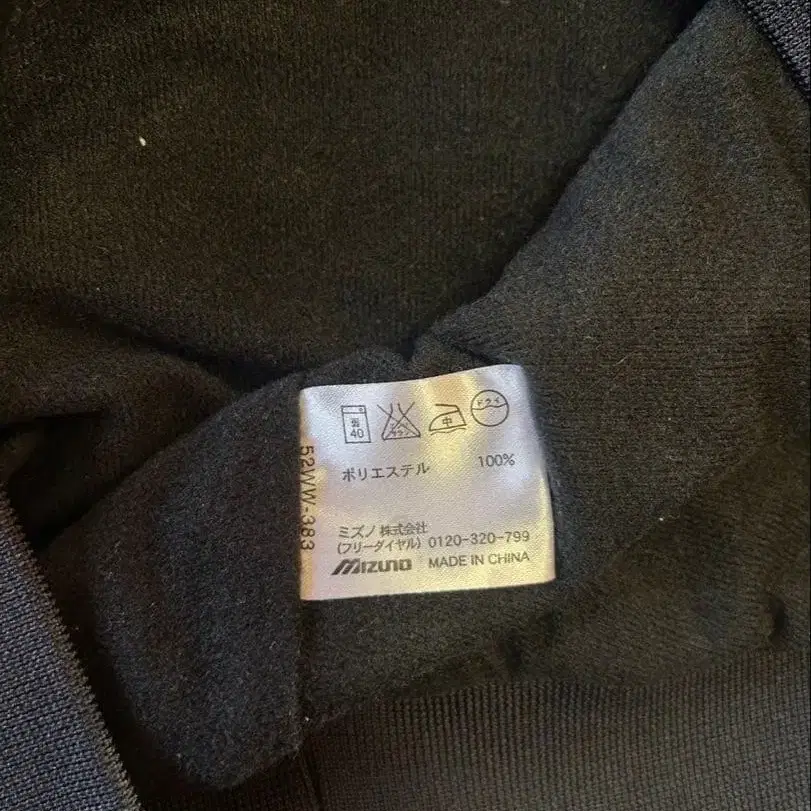 40
中
ドライ
ポリエステル 100%
52WW-383
ミズノ 株式会社
(フリーダイヤル) 0120-320-799
MIZUNO MADE IN CHINA